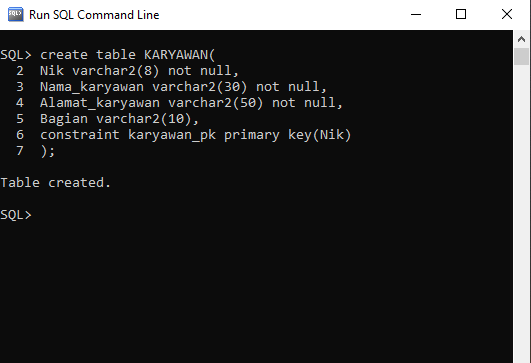 Run SQL Command Line
SQL> create table KARYAWAN(
2 Nik varchar2(8) not null,
3 Nama_karyawan varchar2(30) not null,
4 Alamat_karyawan varchar2(50) not null,
5 Bagian varchar2(10),
6 constraint karyawan_pk primary key(Nik)
7 );
Table created.
SQL>